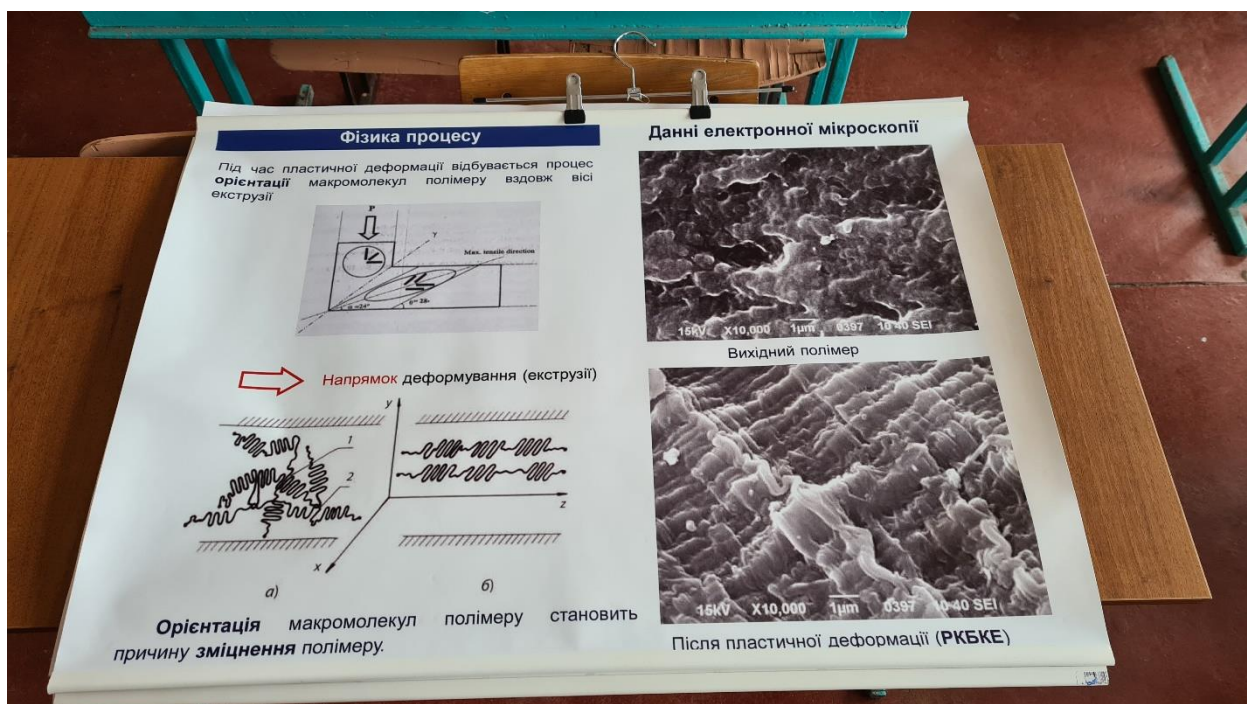 Фізика процесу
Під час пластичної деформації відбувається процес
орієнтації макромолекул полімеру вздовж вісі
екструзії
P
Y
Max. tensile direction
α =24°
θ= 28°
Напрямок деформування (екструзії)
y
1
2
z
x
а)
б)
Орієнтація макромолекул полімеру становить
причину зміцнення полімеру.
Данні електронної мікроскопії
15kV X10,000 1µm 0397 10 40 SEI
Вихідний полімер
15kV X10,000 1µm 0397 10 40 SEI
Після пластичної деформації (РКБКЕ)